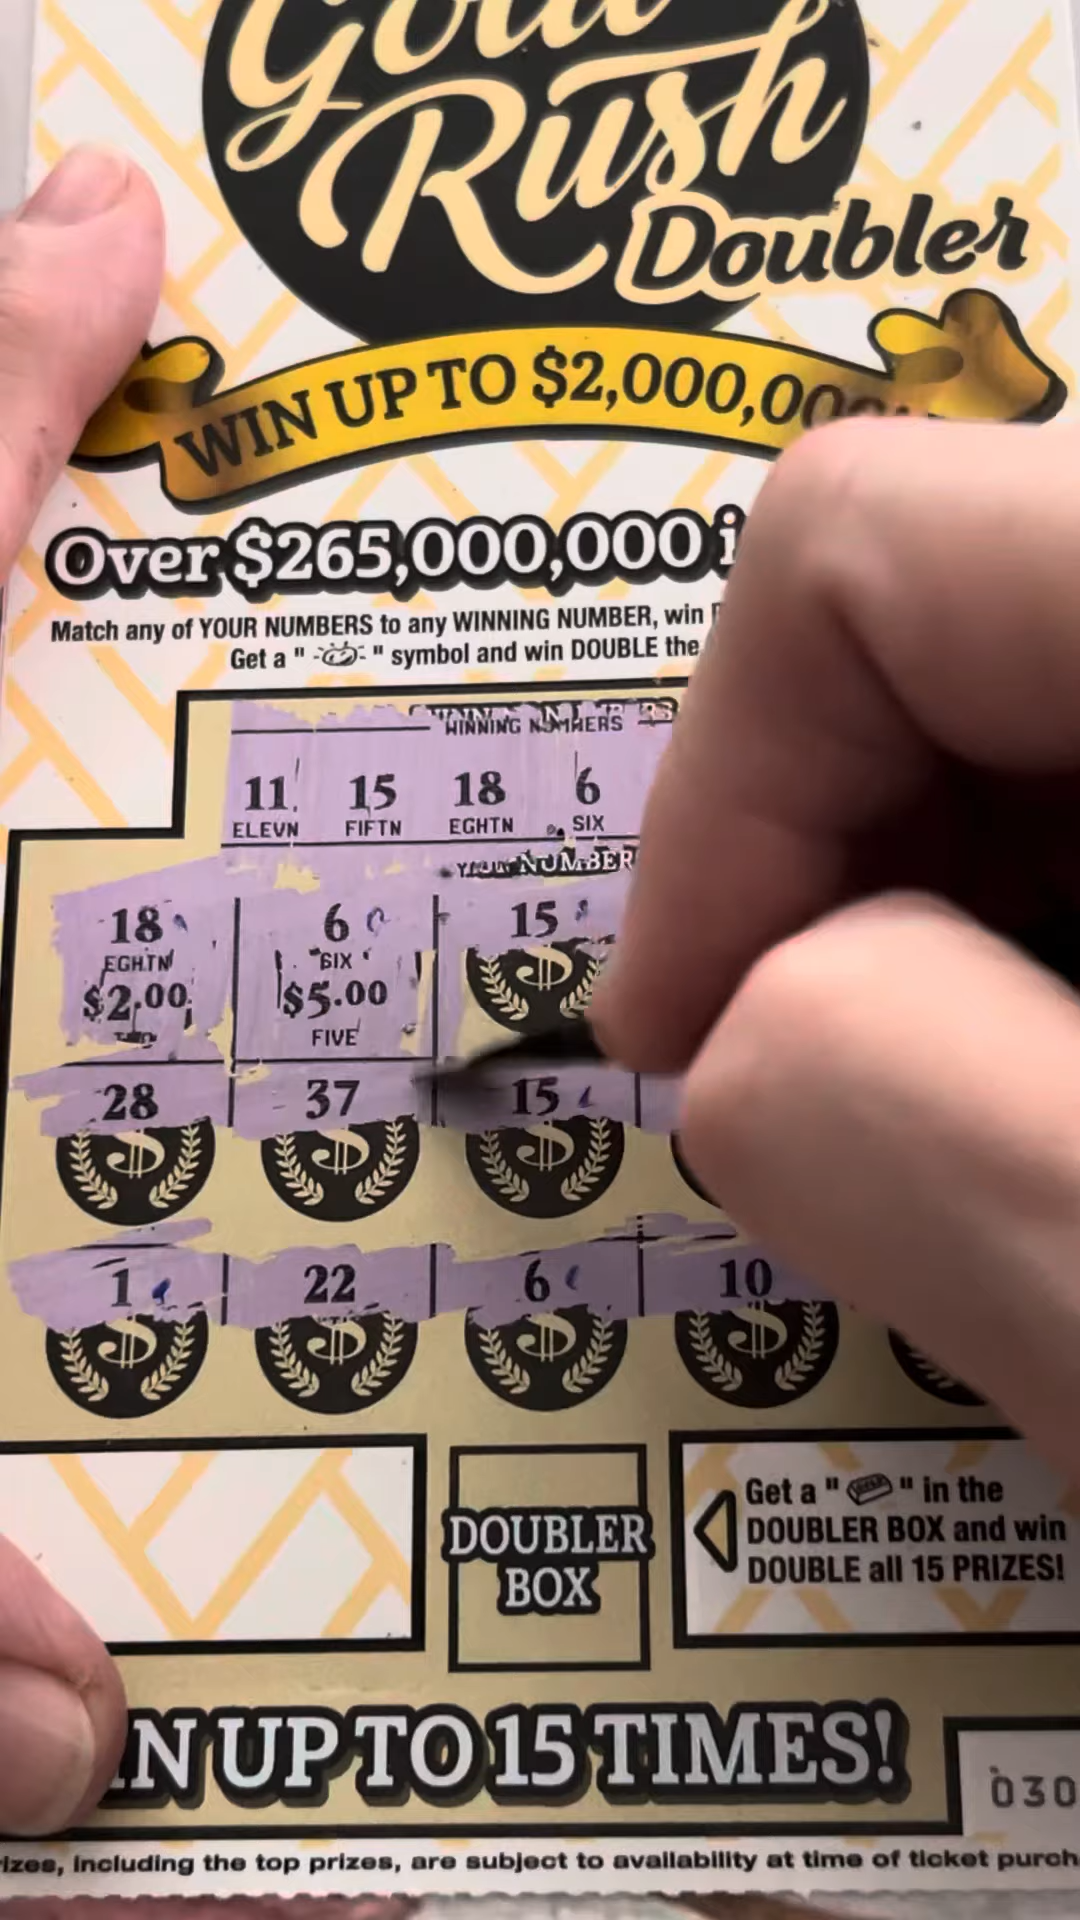 Gold
Rush
Doubler
WIN UP TO $2,000,00
Over $265,000,000 i
Match any of YOUR NUMBERS to any WINNING NUMBER, win
Get a " " symbol and win DOUBLE the
WINNING NUMBERS
11 15 18 6
ELEVN FIFTN EGHTN SIX
YOUR NUMBER
18 6 15
EGHTN SIX
$2.00 $5.00
FIVE
28 37 15
1 22 6 10
DOUBLER
BOX
Get a " " in the
DOUBLER BOX and win
DOUBLE all 15 PRIZES!
IN UP TO 15 TIMES!
030
izes, including the top prizes, are subject to availability at time of ticket purch